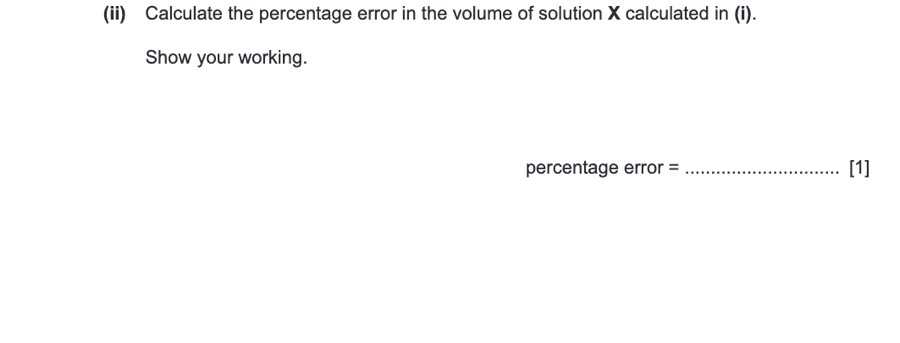 (ii) Calculate the percentage error in the volume of solution X calculated in (i).
Show your working.
percentage error = .............................. [1]